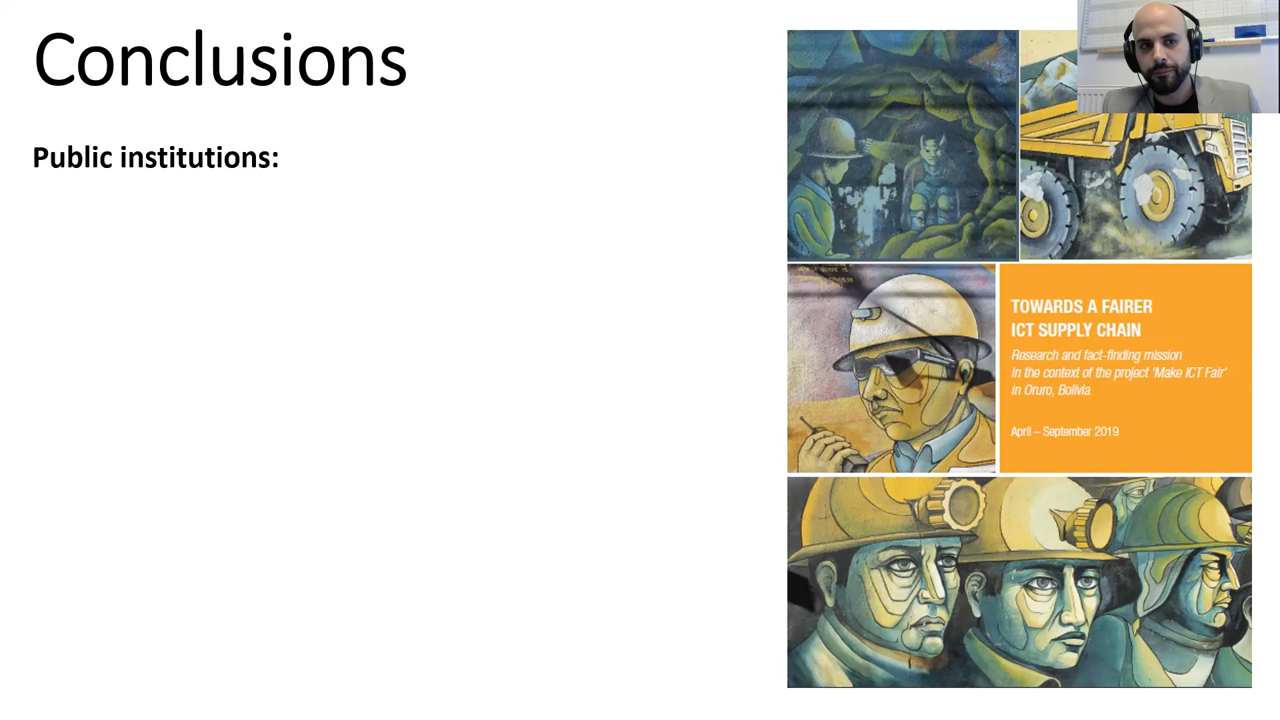 Conclusions
Public institutions:
TOWARDS A FAIRER
ICT SUPPLY CHAIN
Research and fact-finding mission
in the context of the project 'Make ICT Fair'
in Oruro, Bolivia
April – September 2019